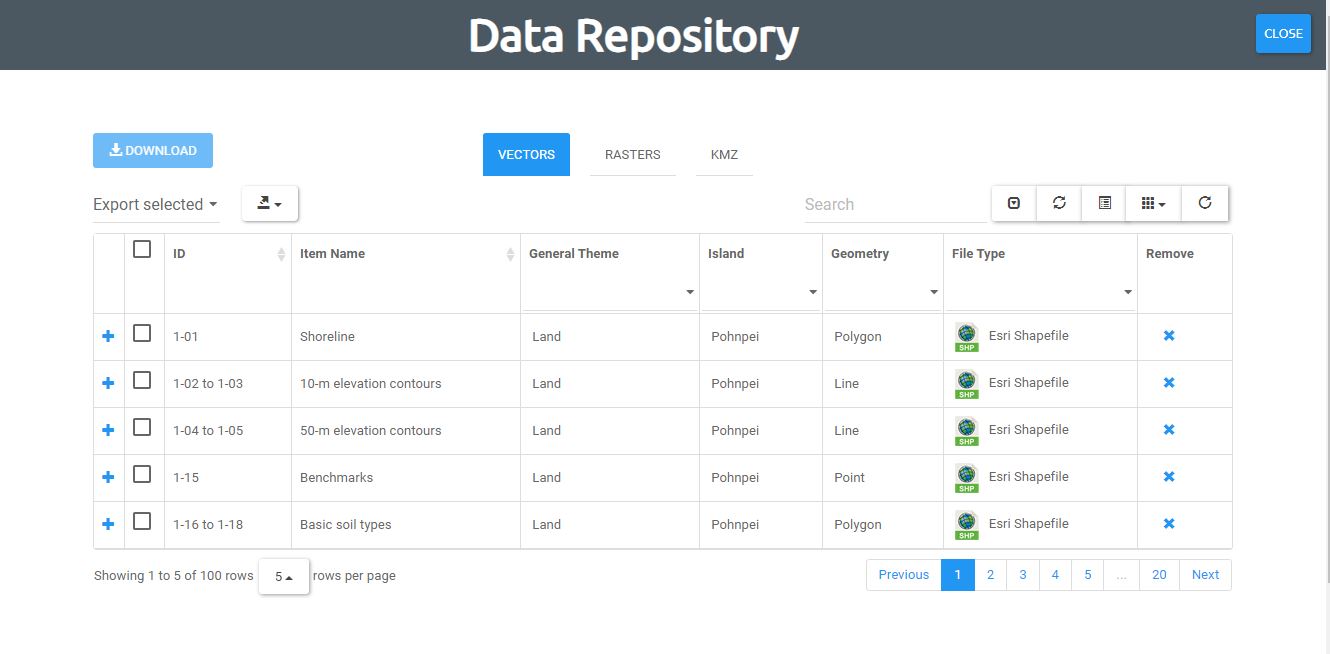 Data Repository
CLOSE
DOWNLOAD
VECTORS RASTERS KMZ
Export selected
Search
ID Item Name General Theme Island Geometry File Type Remove
1-01 Shoreline Land Pohnpei Polygon SHP Esri Shapefile
1-02 to 1-03 10-m elevation contours Land Pohnpei Line SHP Esri Shapefile
1-04 to 1-05 50-m elevation contours Land Pohnpei Line SHP Esri Shapefile
1-15 Benchmarks Land Pohnpei Point SHP Esri Shapefile
1-16 to 1-18 Basic soil types Land Pohnpei Polygon SHP Esri Shapefile
Showing 1 to 5 of 100 rows 5 rows per page
Previous 1 2 3 4 5 ... 20 Next